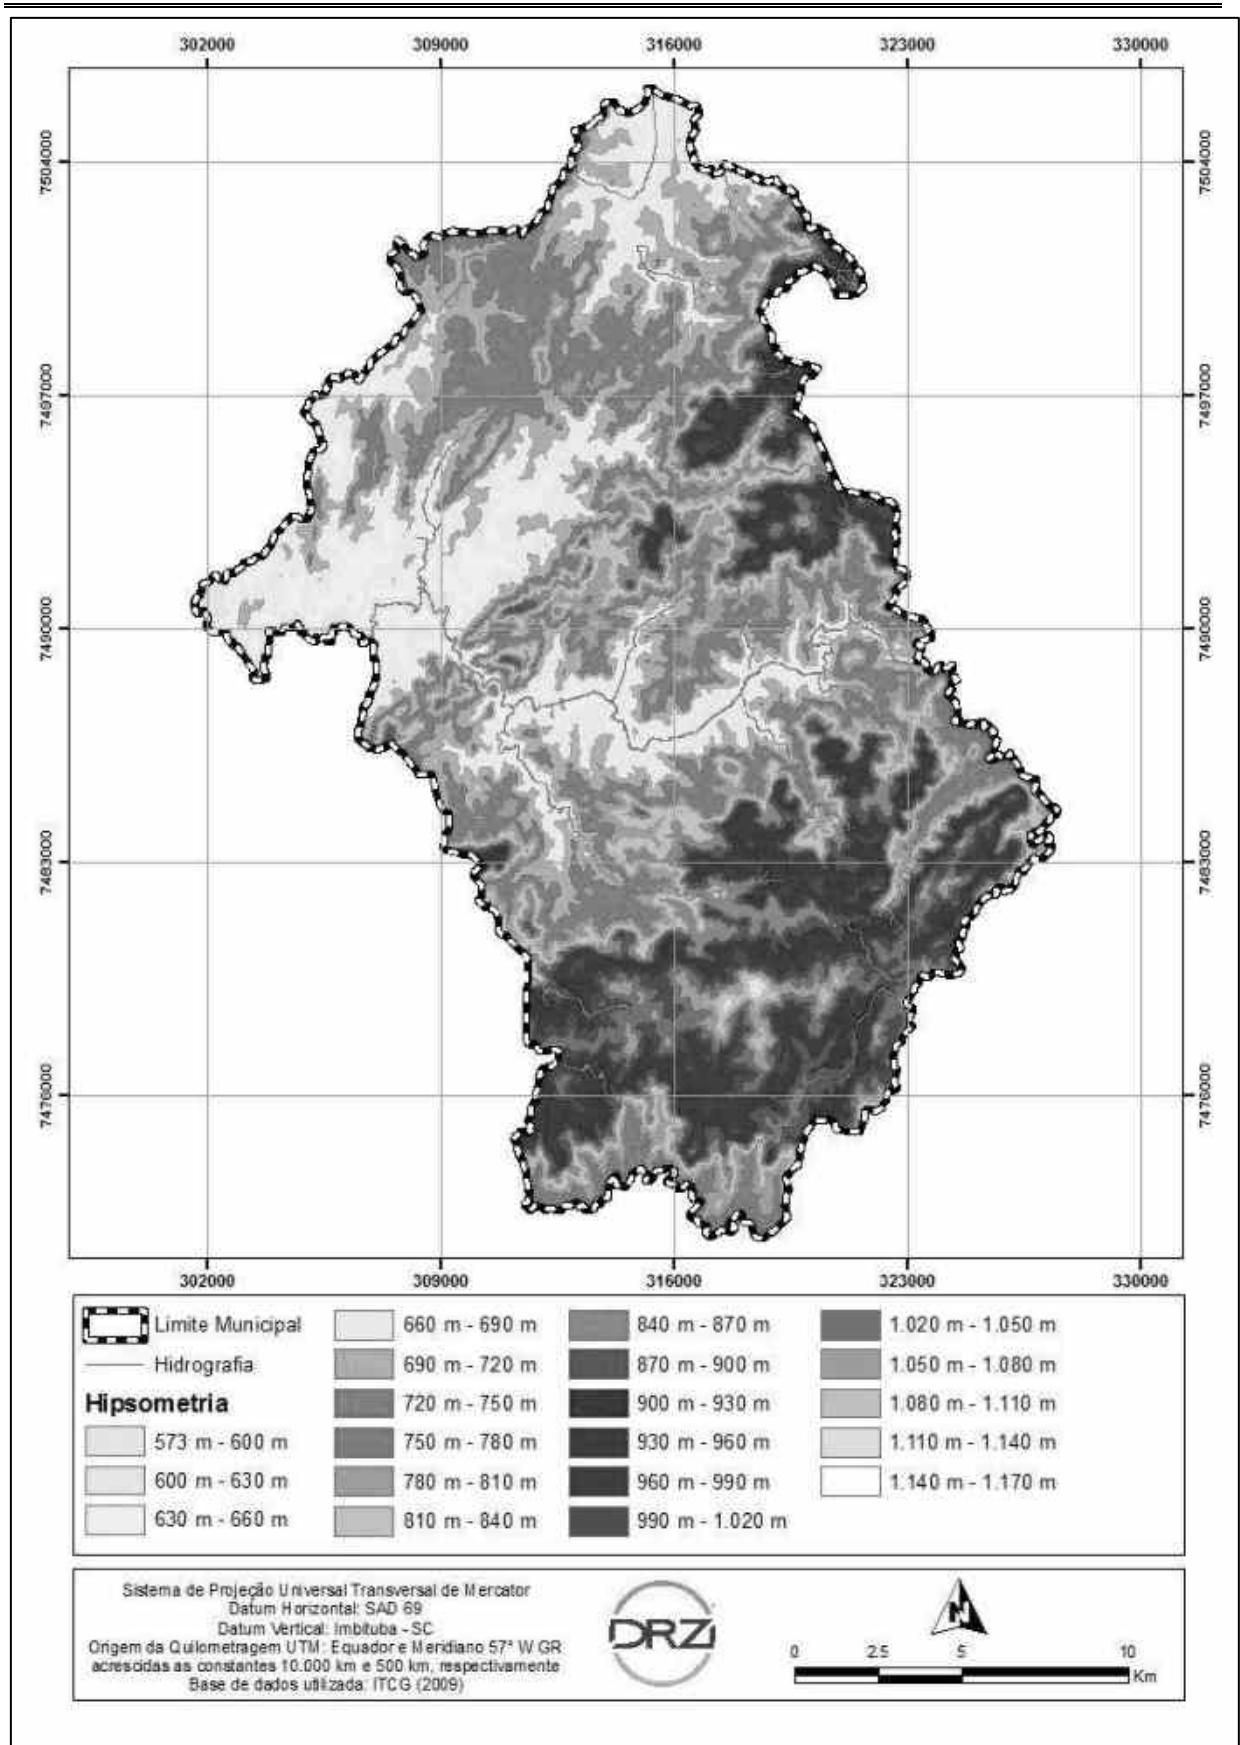 302000 309000 316000 323000 330000
7504000 7504000
7497000 7497000
7490000 7490000
7483000 7483000
7476000 7476000
302000 309000 316000 323000 330000
Limite Municipal
Hidrografia
Hipsometria
573 m - 600 m
600 m - 630 m
630 m - 660 m
660 m - 690 m
690 m - 720 m
720 m - 750 m
750 m - 780 m
780 m - 810 m
810 m - 840 m
840 m - 870 m
870 m - 900 m
900 m - 930 m
930 m - 960 m
960 m - 990 m
990 m - 1.020 m
1.020 m - 1.050 m
1.050 m - 1.080 m
1.080 m - 1.110 m
1.110 m - 1.140 m
1.140 m - 1.170 m
Sistema de Projeção Universal Transversal de Mercator
Datum Horizontal: SAD 69
Datum Vertical: Imbituba - SC
Origem da Quilometragem UTM: Equador e Meridiano 57° W GR
acrescidas as constantes 10.000 km e 500 km, respectivamente
Base de dados utilizada: ITCG (2009)
DRZ
N
0 2.5 5 10
Km